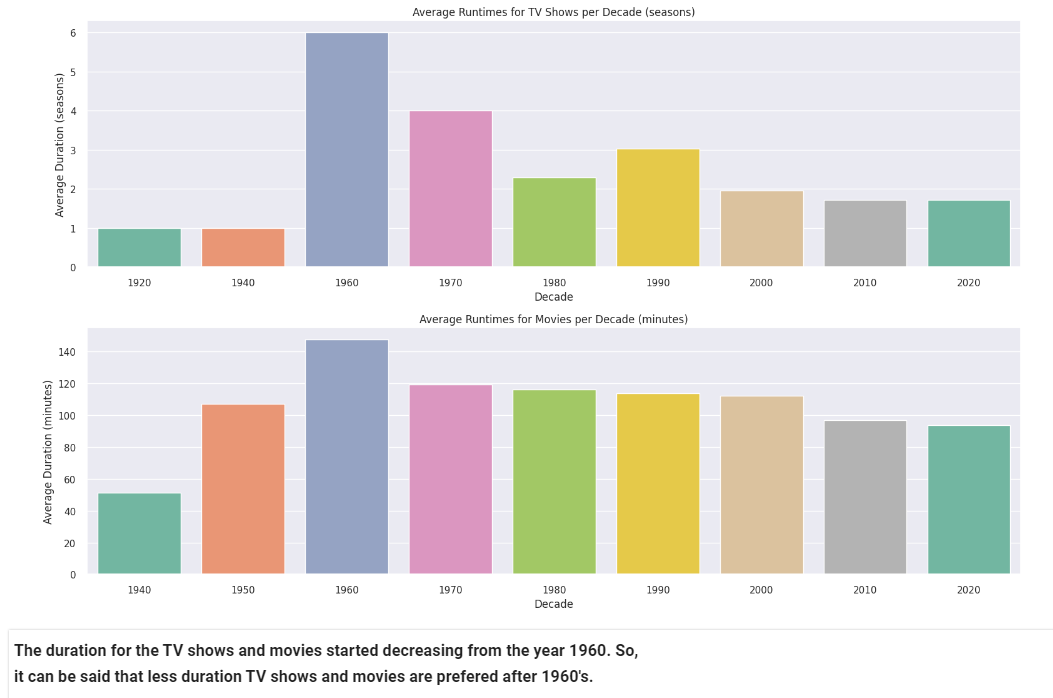 Average Runtimes for TV Shows per Decade (seasons)
Average Duration (seasons)
6
5
4
3
2
1
0
1920 1940 1960 1970 1980 1990 2000 2010 2020
Decade
Average Runtimes for Movies per Decade (minutes)
Average Duration (minutes)
140
120
100
80
60
40
20
0
1940 1950 1960 1970 1980 1990 2000 2010 2020
Decade
The duration for the TV shows and movies started decreasing from the year 1960. So,
it can be said that less duration TV shows and movies are prefered after 1960's.